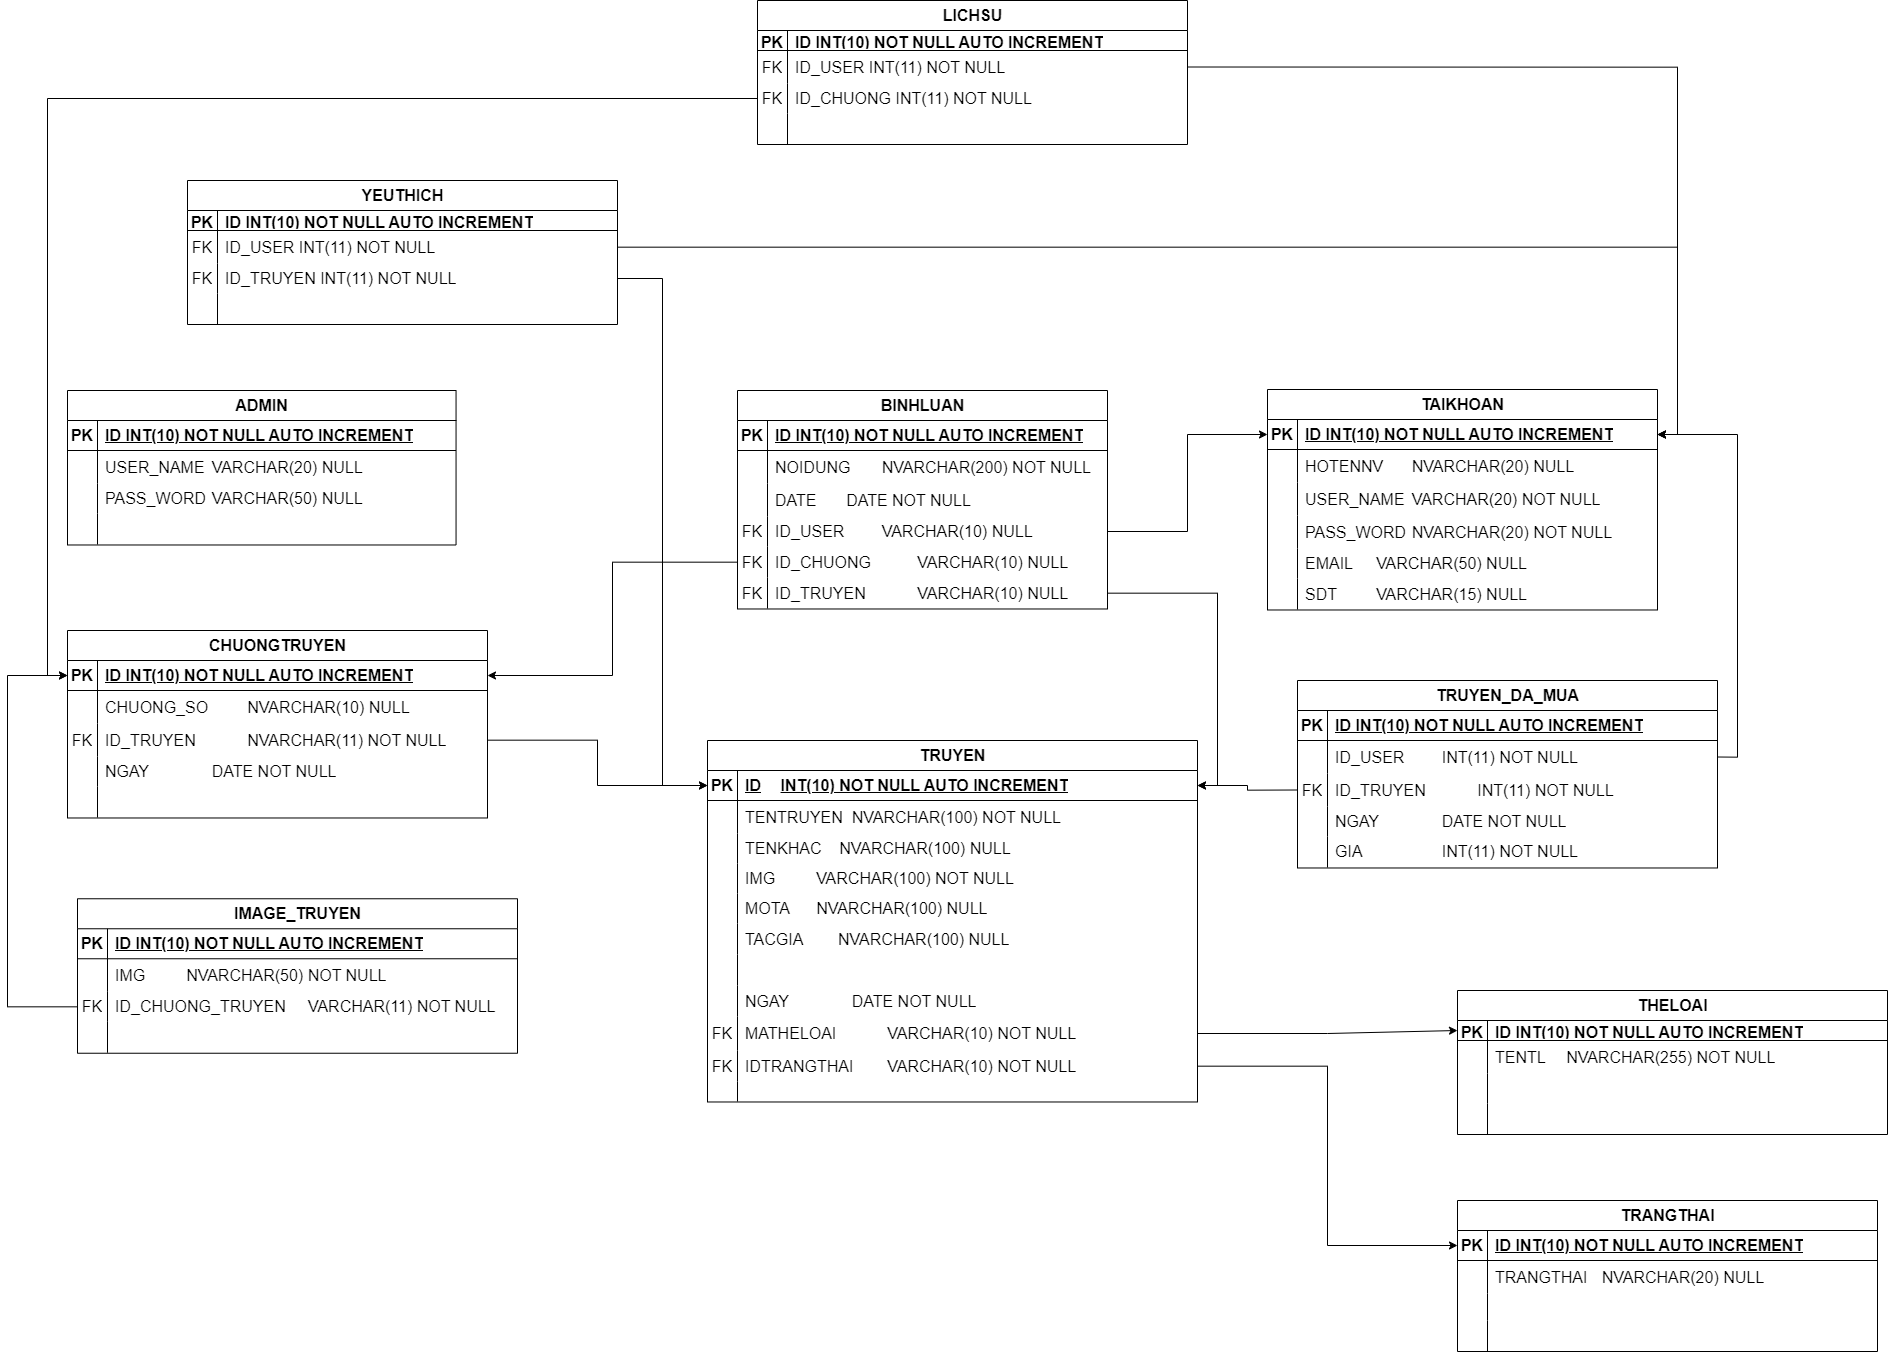 LICHSU
PK ID INT(10) NOT NULL AUTO INCREMENT
FK ID_USER INT(11) NOT NULL
FK ID_CHUONG INT(11) NOT NULL
YEUTHICH
PK ID INT(10) NOT NULL AUTO INCREMENT
FK ID_USER INT(11) NOT NULL
FK ID_TRUYEN INT(11) NOT NULL
ADMIN
PK ID INT(10) NOT NULL AUTO INCREMENT
USER_NAME VARCHAR(20) NULL
PASS_WORD VARCHAR(50) NULL
BINHLUAN
PK ID INT(10) NOT NULL AUTO INCREMENT
NOIDUNG NVARCHAR(200) NOT NULL
DATE DATE NOT NULL
FK ID_USER VARCHAR(10) NULL
FK ID_CHUONG VARCHAR(10) NULL
FK ID_TRUYEN VARCHAR(10) NULL
TAIKHOAN
PK ID INT(10) NOT NULL AUTO INCREMENT
HOTENNV NVARCHAR(20) NULL
USER_NAME VARCHAR(20) NOT NULL
PASS_WORD NVARCHAR(20) NOT NULL
EMAIL VARCHAR(50) NULL
SDT VARCHAR(15) NULL
CHUONGTRUYEN
PK ID INT(10) NOT NULL AUTO INCREMENT
CHUONG_SO NVARCHAR(10) NULL
FK ID_TRUYEN NVARCHAR(11) NOT NULL
NGAY DATE NOT NULL
TRUYEN
PK ID INT(10) NOT NULL AUTO INCREMENT
TENTRUYEN NVARCHAR(100) NOT NULL
TENKHAC NVARCHAR(100) NULL
IMG VARCHAR(100) NOT NULL
MOTA NVARCHAR(100) NULL
TACGIA NVARCHAR(100) NULL
NGAY DATE NOT NULL
FK MATHELOAI VARCHAR(10) NOT NULL
FK IDTRANGTHAI VARCHAR(10) NOT NULL
TRUYEN_DA_MUA
PK ID INT(10) NOT NULL AUTO INCREMENT
ID_USER INT(11) NOT NULL
FK ID_TRUYEN INT(11) NOT NULL
NGAY DATE NOT NULL
GIA INT(11) NOT NULL
IMAGE_TRUYEN
PK ID INT(10) NOT NULL AUTO INCREMENT
IMG NVARCHAR(50) NOT NULL
FK ID_CHUONG_TRUYEN VARCHAR(11) NOT NULL
THELOAI
PK ID INT(10) NOT NULL AUTO INCREMENT
TENTL NVARCHAR(255) NOT NULL
TRANGTHAI
PK ID INT(10) NOT NULL AUTO INCREMENT
TRANGTHAI NVARCHAR(20) NULL